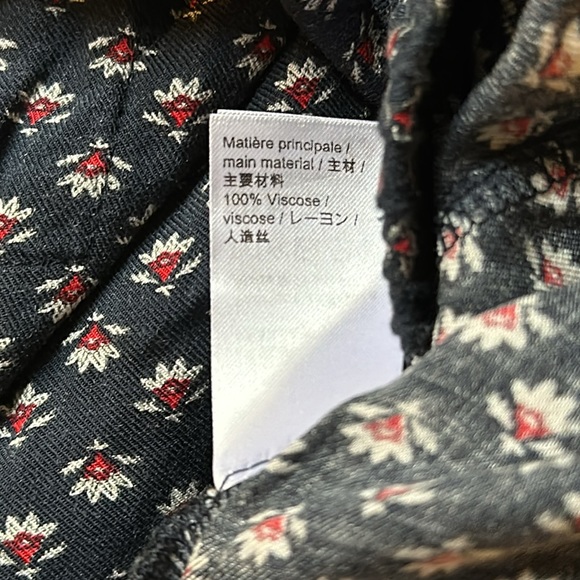 Matière principale /
main material / 主材 /
主要材料
100% Viscose /
viscose / レーヨン /
人造丝